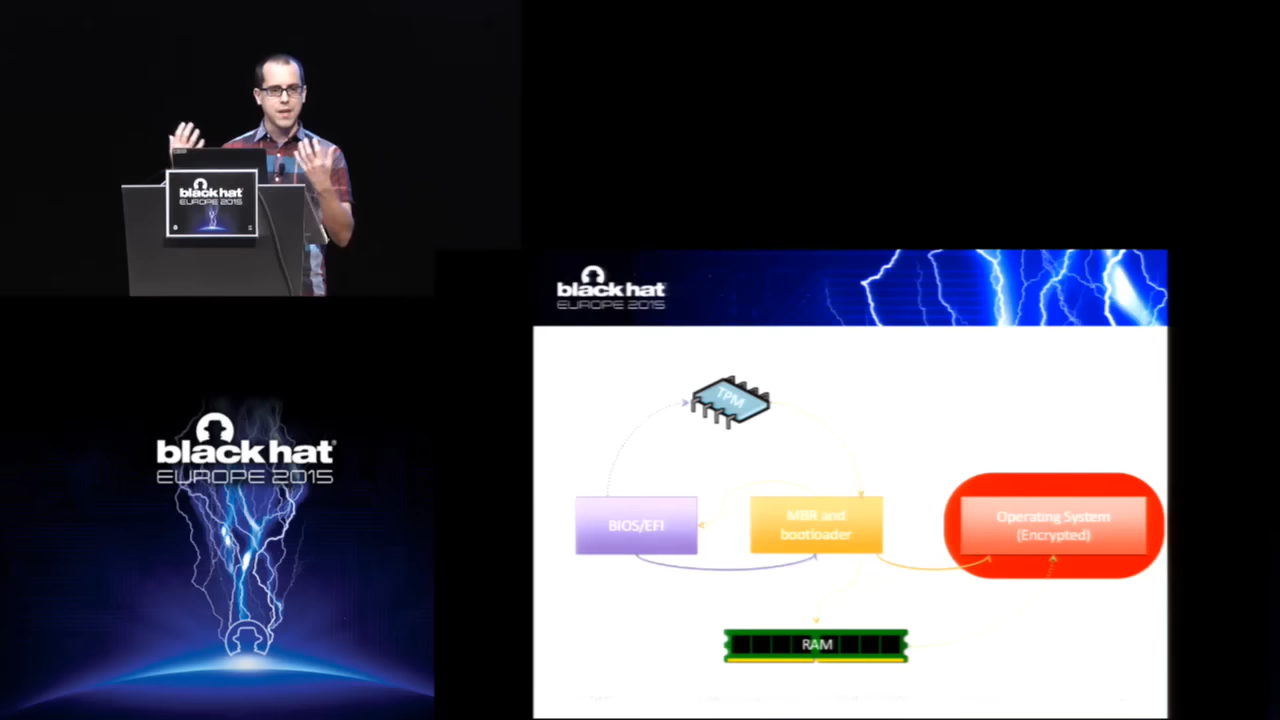 black hat
EUROPE 2015
black hat
EUROPE 2015
TPM
BIOS/EFI
MBR and
bootloader
Operating System
(Encrypted)
RAM
black hat
EUROPE 2015